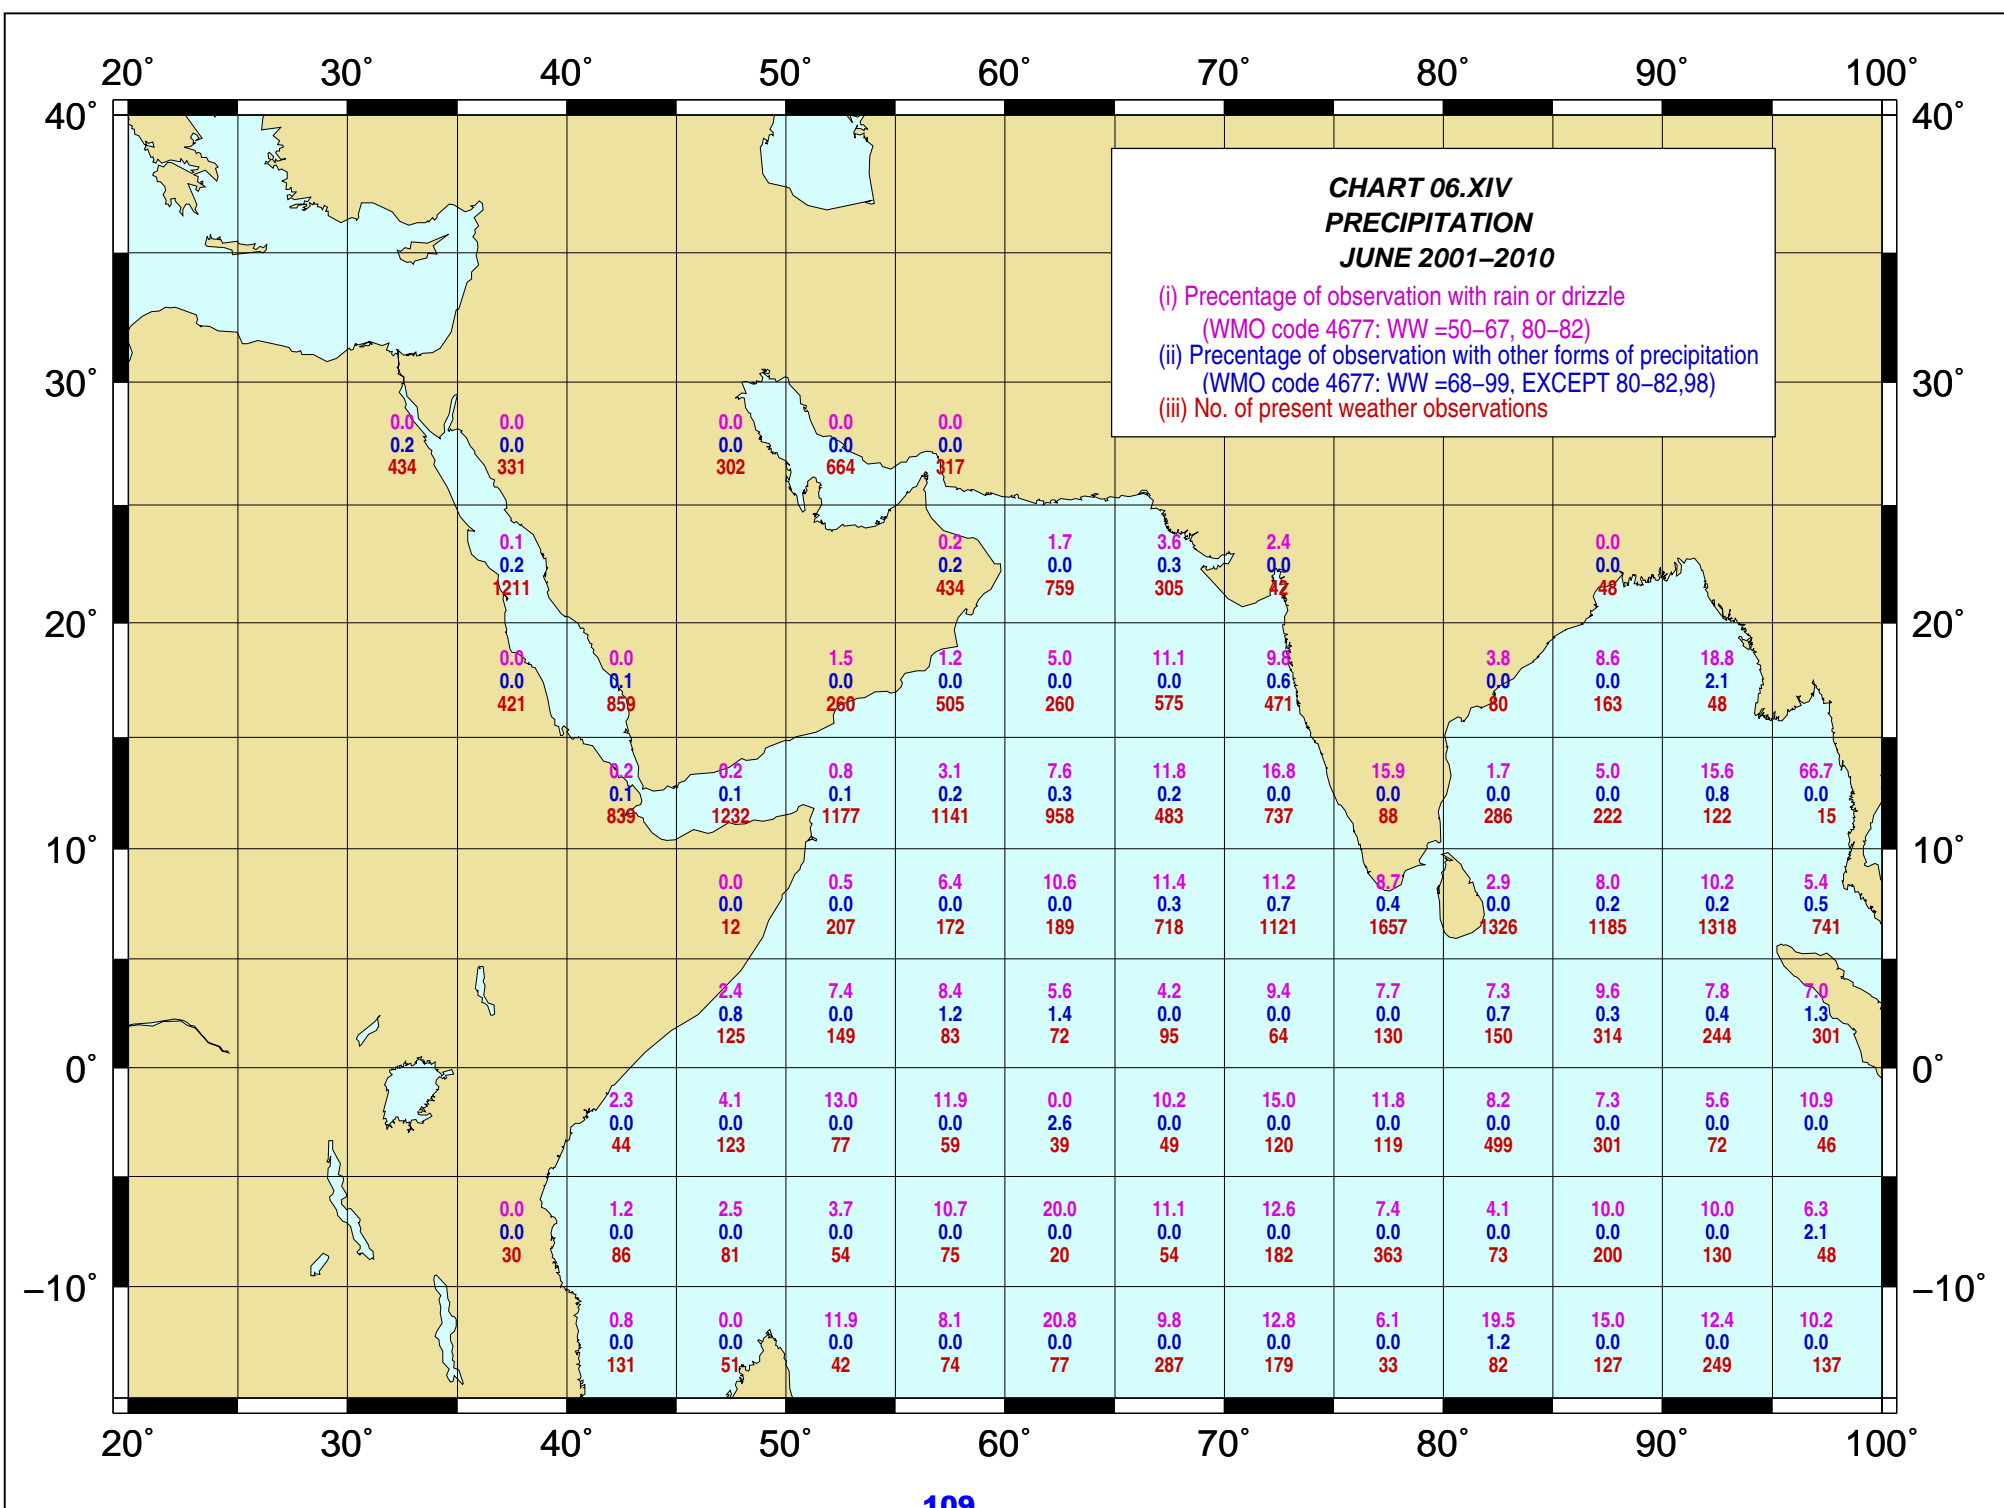 20° 30° 40° 50° 60° 70° 80° 90° 100°
40° 40°
CHART 06.XIV
PRECIPITATION
JUNE 2001–2010
(i) Precentage of observation with rain or drizzle
(WMO code 4677: WW =50–67, 80–82)
(ii) Precentage of observation with other forms of precipitation
(WMO code 4677: WW =68–99, EXCEPT 80–82,98)
(iii) No. of present weather observations
30° 30°
0.0 0.0 0.0 0.0 0.0
0.2 0.0 0.0 0.0 0.0
434 331 302 664 317
0.1 0.2 1.7 3.6 2.4 0.0
0.2 0.2 0.0 0.3 0.0 0.0
1211 434 759 305 42 48
20° 20°
0.0 0.0 1.5 1.2 5.0 11.1 9.8 3.8 8.6 18.8
0.0 0.1 0.0 0.0 0.0 0.0 0.6 0.0 0.0 2.1
421 859 260 505 260 575 471 80 163 48
0.2 0.2 0.8 3.1 7.6 11.8 16.8 15.9 1.7 5.0 15.6 66.7
0.1 0.1 0.1 0.2 0.3 0.2 0.0 0.0 0.0 0.0 0.8 0.0
839 1232 1177 1141 958 483 737 88 286 222 122 15
10° 10°
0.0 0.5 6.4 10.6 11.4 11.2 8.7 2.9 8.0 10.2 5.4
0.0 0.0 0.0 0.0 0.3 0.7 0.4 0.0 0.2 0.2 0.5
12 207 172 189 718 1121 1657 1326 1185 1318 741
2.4 7.4 8.4 5.6 4.2 9.4 7.7 7.3 9.6 7.8 7.0
0.8 0.0 1.2 1.4 0.0 0.0 0.0 0.7 0.3 0.4 1.3
125 149 83 72 95 64 130 150 314 244 301
0° 0°
2.3 4.1 13.0 11.9 0.0 10.2 15.0 11.8 8.2 7.3 5.6 10.9
0.0 0.0 0.0 0.0 2.6 0.0 0.0 0.0 0.0 0.0 0.0 0.0
44 123 77 59 39 49 120 119 499 301 72 46
0.0 1.2 2.5 3.7 10.7 20.0 11.1 12.6 7.4 4.1 10.0 10.0 6.3
0.0 0.0 0.0 0.0 0.0 0.0 0.0 0.0 0.0 0.0 0.0 0.0 2.1
30 86 81 54 75 20 54 182 363 73 200 130 48
–10° –10°
0.8 0.0 11.9 8.1 20.8 9.8 12.8 6.1 19.5 15.0 12.4 10.2
0.0 0.0 0.0 0.0 0.0 0.0 0.0 0.0 1.2 0.0 0.0 0.0
131 51 42 74 77 287 179 33 82 127 249 137
20° 30° 40° 50° 60° 70° 80° 90° 100°
109